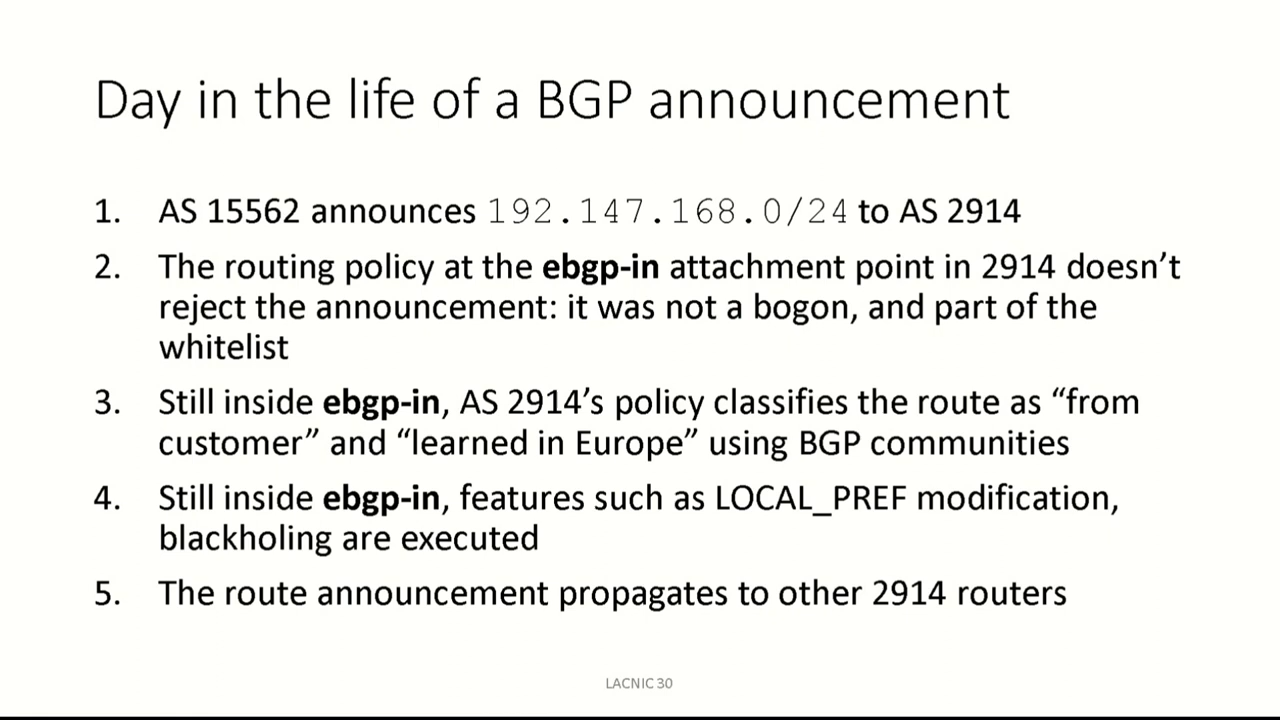 Day in the life of a BGP announcement
1. AS 15562 announces 192.147.168.0/24 to AS 2914
2. The routing policy at the ebgp-in attachment point in 2914 doesn’t
reject the announcement: it was not a bogon, and part of the
whitelist
3. Still inside ebgp-in, AS 2914’s policy classifies the route as “from
customer” and “learned in Europe” using BGP communities
4. Still inside ebgp-in, features such as LOCAL_PREF modification,
blackholing are executed
5. The route announcement propagates to other 2914 routers
LACNIC 30